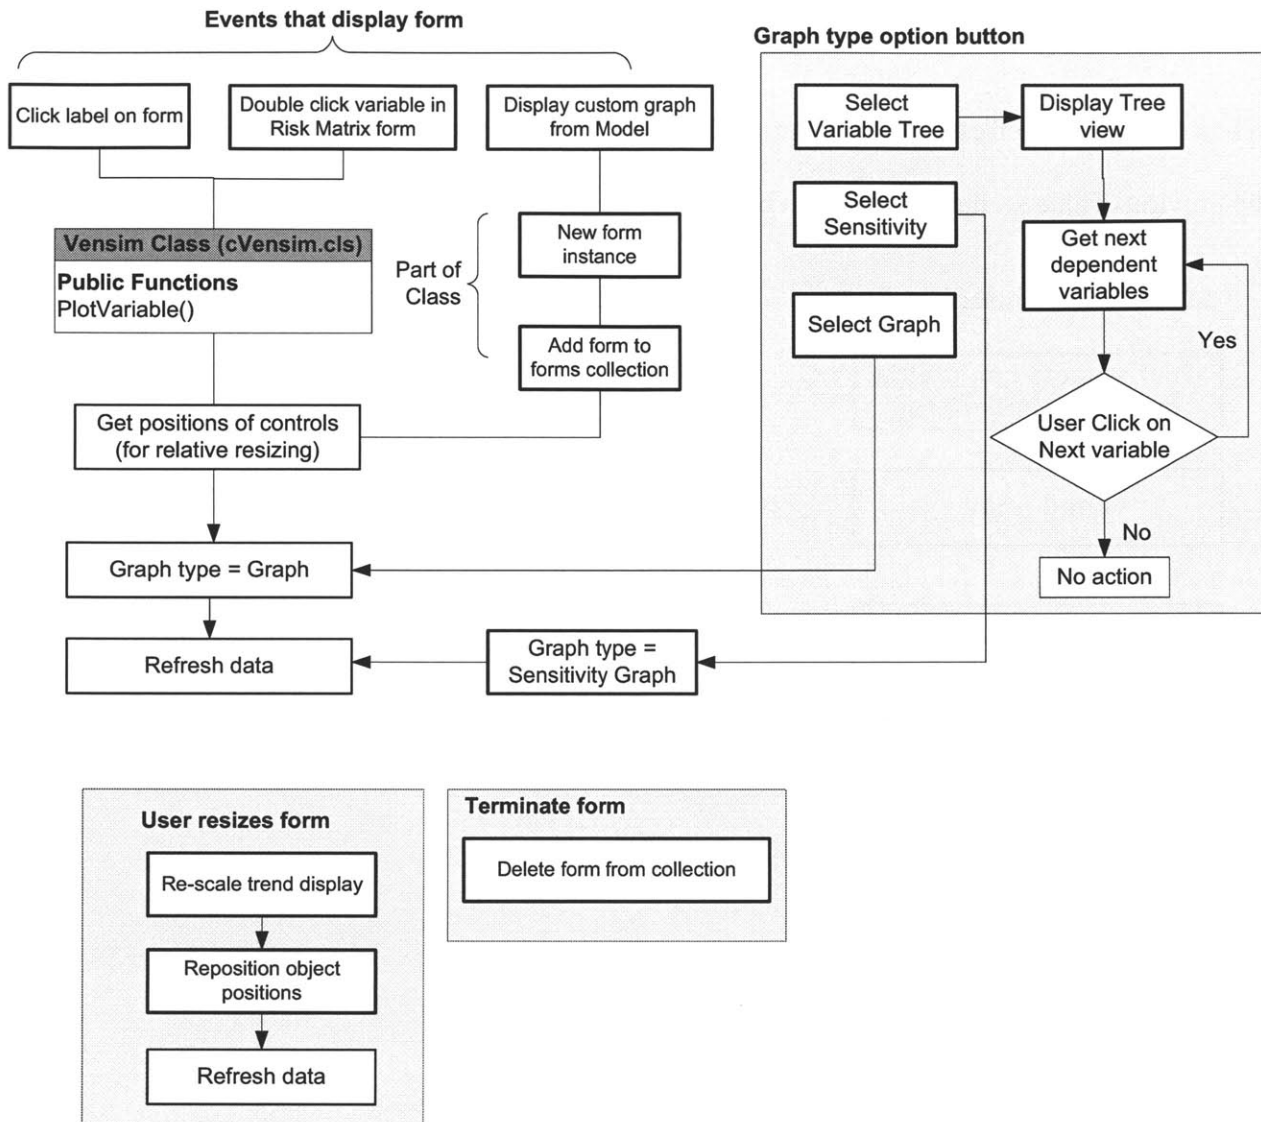 Events that display form
Click label on form
Double click variable in
Risk Matrix form
Display custom graph
from Model
Vensim Class (cVensim.cls)
Public Functions
PlotVariable()
Part of
Class
New form
instance
Add form to
forms collection
Get positions of controls
(for relative resizing)
Graph type = Graph
Refresh data
Graph type =
Sensitivity Graph
Graph type option button
Select
Variable Tree
Display Tree
view
Select
Sensitivity
Get next
dependent
variables
Select Graph
Yes
User Click on
Next variable
No
No action
User resizes form
Re-scale trend display
Reposition object
positions
Refresh data
Terminate form
Delete form from collection